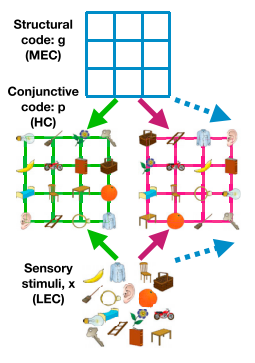 Structural
code: g
(MEC)
Conjunctive
code: p
(HC)
Sensory
stimuli, x
(LEC)